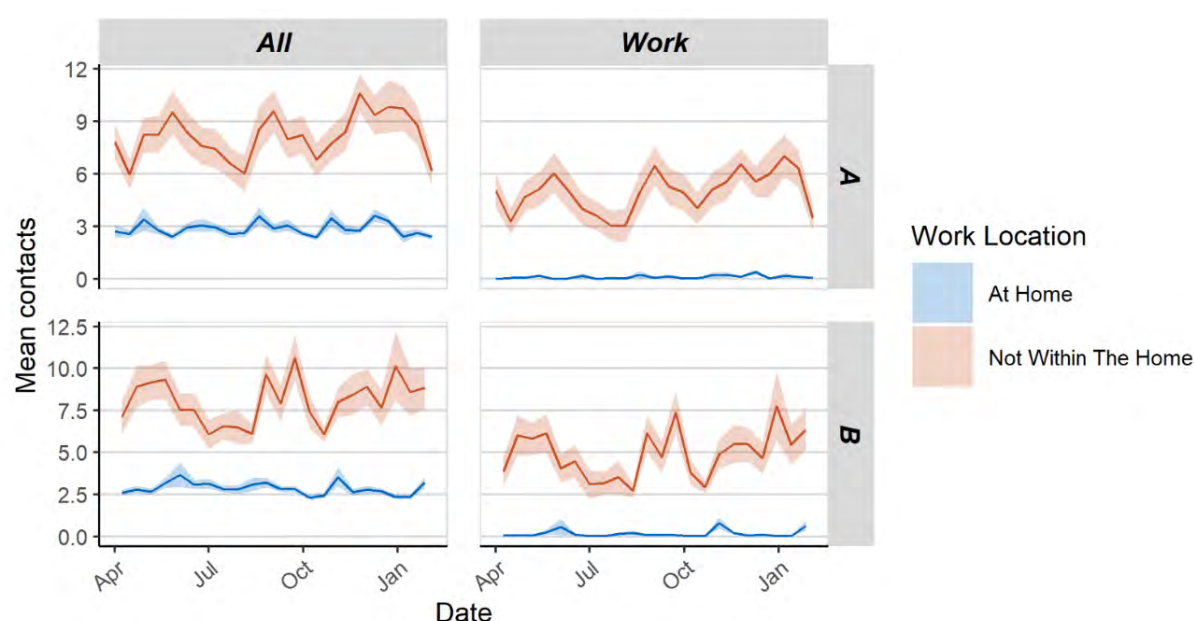 All
Work
12
9
6
3
0
A
Mean contacts
12.5
10.0
7.5
5.0
2.5
0.0
B
Apr
Jul
Oct
Jan
Apr
Jul
Oct
Jan
Date
Work Location
At Home
Not Within The Home